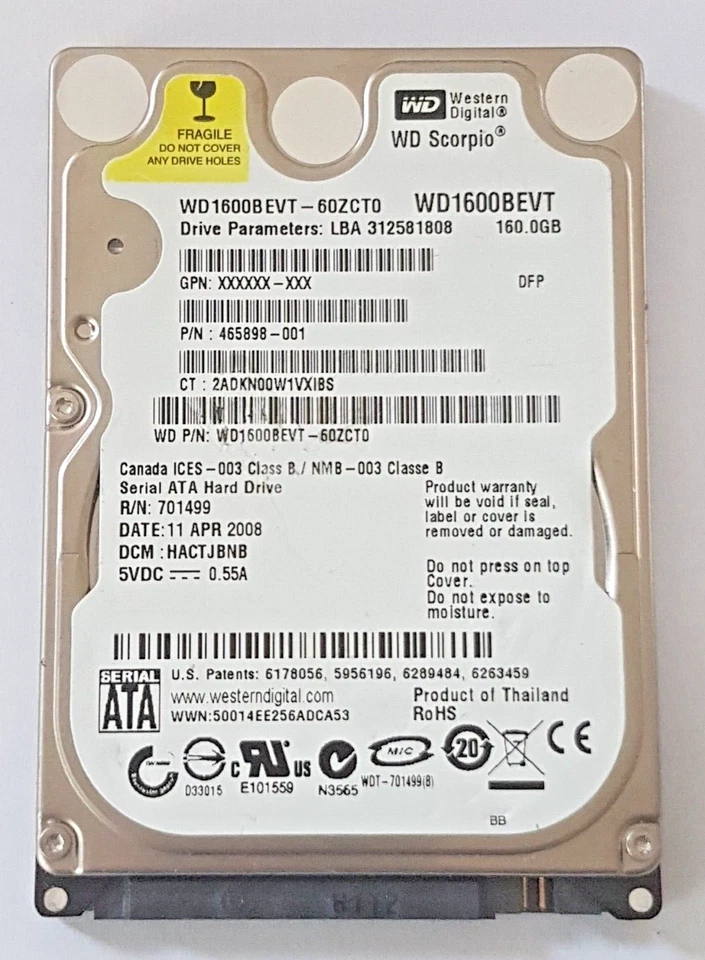 WD Western Digital®
WD Scorpio®
FRAGILE
DO NOT COVER
ANY DRIVE HOLES
WD1600BEVT-60ZCT0 WD1600BEVT
Drive Parameters: LBA 312581808 160.0GB
GPN: XXXXXX-XXX DFP
P/N : 465898-001
CT : 2ADKN00W1VXIBS
WD P/N: WD1600BEVT-60ZCT0
Canada ICES-003 Class B / NMB-003 Classe B
Serial ATA Hard Drive
R/N: 701499
DATE: 11 APR 2008
DCM : HACTJBNB
5VDC 0.55A
Product warranty
will be void if seal,
label or cover is
removed or damaged.
Do not press on top
Cover.
Do not expose to
moisture.
SERIAL
ATA
U.S. Patents: 6178056, 5956196, 6289484, 6263459
www.westerndigital.com
WWN:50014EE256ADCA53
Product of Thailand
RoHS
D33015
C US
E101559
N3565
MIC
WDT-701499(B)
20
CE
BB